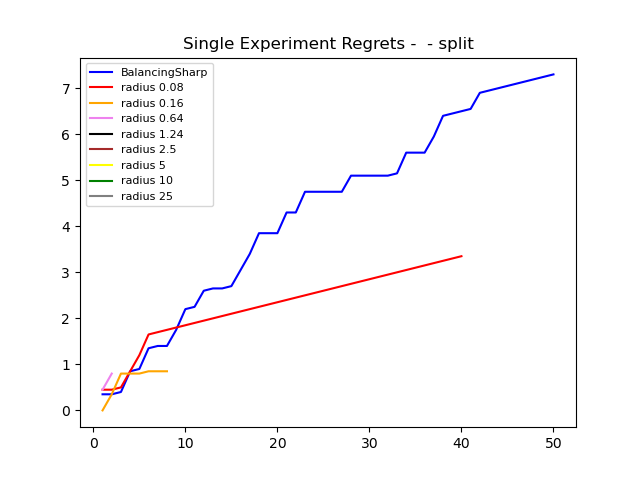 Single Experiment Regrets -  - split
BalancingSharp
radius 0.08
radius 0.16
radius 0.64
radius 1.24
radius 2.5
radius 5
radius 10
radius 25
7
6
5
4
3
2
1
0
0 10 20 30 40 50